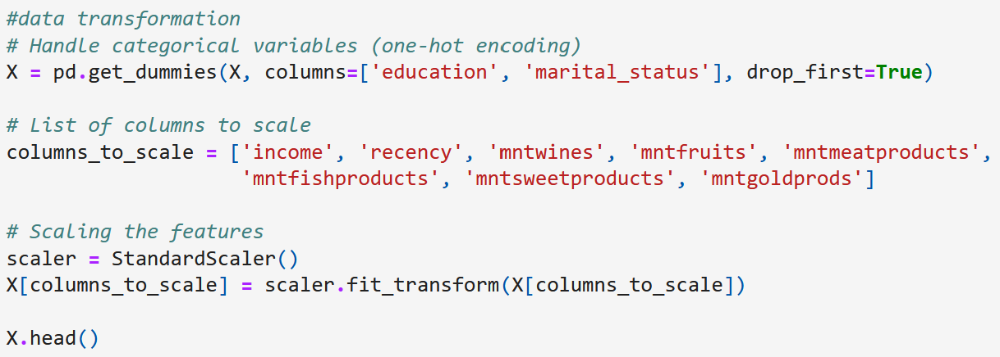 #data transformation
# Handle categorical variables (one-hot encoding)
X = pd.get_dummies(X, columns=['education', 'marital_status'], drop_first=True)
# List of columns to scale
columns_to_scale = ['income', 'recency', 'mntwines', 'mntfruits', 'mntmeatproducts',
'mntfishproducts', 'mntsweetproducts', 'mntgoldprods']
# Scaling the features
scaler = StandardScaler()
X[columns_to_scale] = scaler.fit_transform(X[columns_to_scale])
X.head()